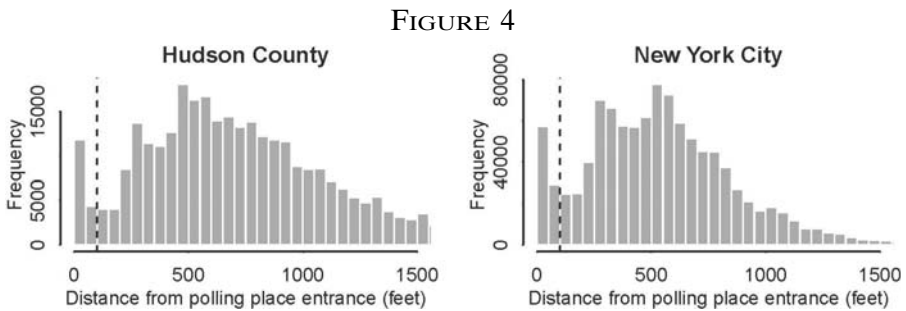 FIGURE 4
Hudson County
Frequency
0
5000
15000
0
500
1000
1500
Distance from polling place entrance (feet)
New York City
Frequency
0
40000
80000
0
500
1000
1500
Distance from polling place entrance (feet)